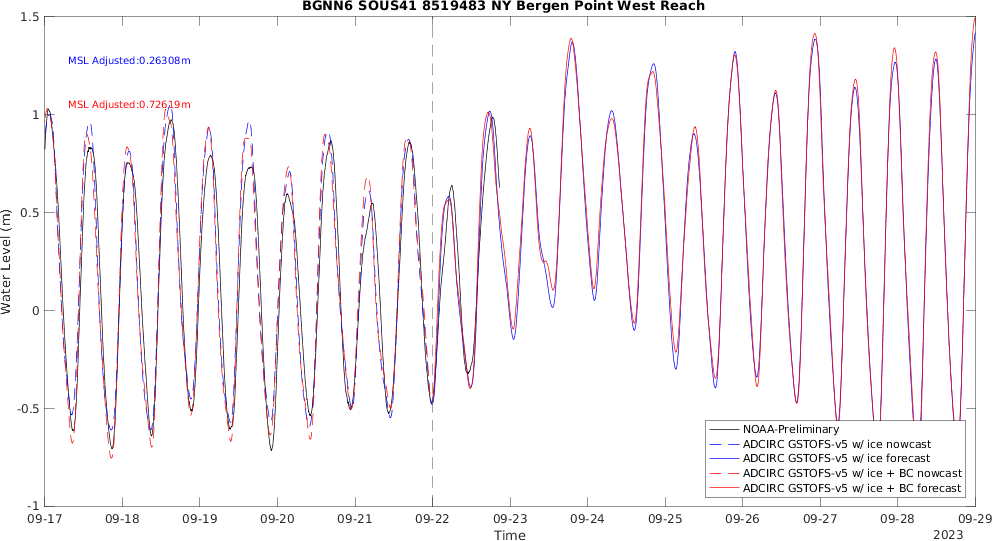 BGNN6 SOUS41 8519483 NY Bergen Point West Reach
MSL Adjusted:0.26308m
MSL Adjusted:0.72619m
1.5
1
0.5
0
-0.5
-1
Water Level (m)
NOAA-Preliminary
ADCIRC GSTOFS-v5 w/ ice nowcast
ADCIRC GSTOFS-v5 w/ ice forecast
ADCIRC GSTOFS-v5 w/ ice + BC nowcast
ADCIRC GSTOFS-v5 w/ ice + BC forecast
09-17 09-18 09-19 09-20 09-21 09-22 09-23 09-24 09-25 09-26 09-27 09-28 09-29
Time
2023